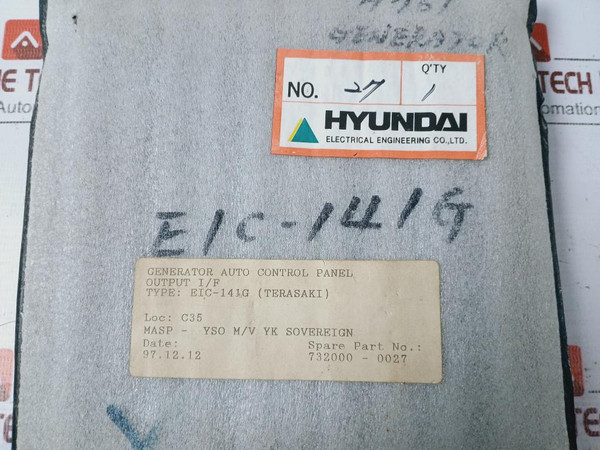 GENERATOR
Q'TY
NO. 27 1
HYUNDAI
ELECTRICAL ENGINEERING CO.,LTD.
EIC-141G
GENERATOR AUTO CONTROL PANEL
OUTPUT I/F
TYPE: EIC-141G (TERASAKI)
Loc: C35
MASP - YSO M/V YK SOVEREIGN
Date: Spare Part No.:
97.12.12 732000 - 0027